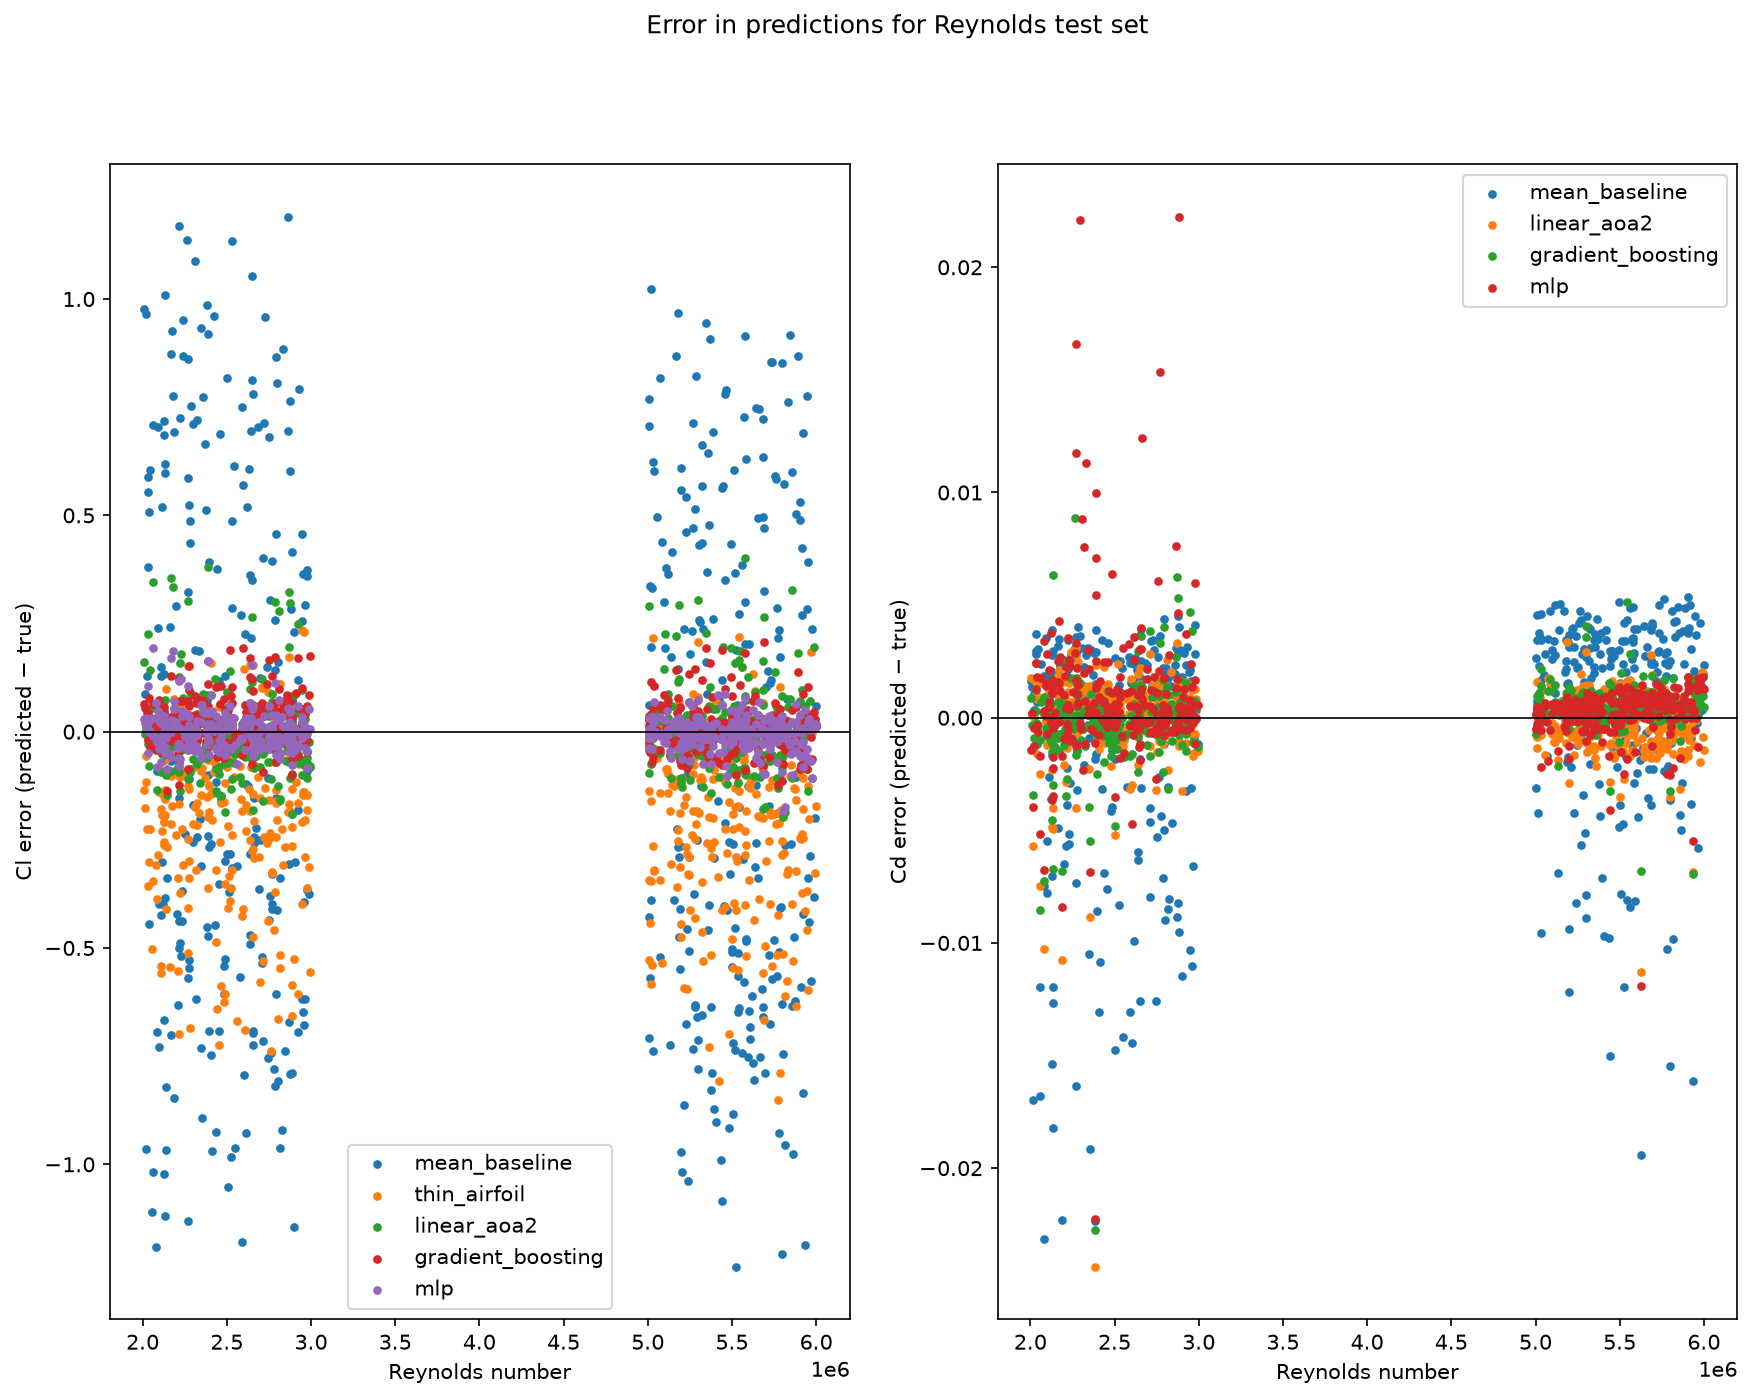 Error in predictions for Reynolds test set
Cl error (predicted − true)
1.0
0.5
0.0
−0.5
−1.0
mean_baseline
thin_airfoil
linear_aoa2
gradient_boosting
mlp
2.0 2.5 3.0 3.5 4.0 4.5 5.0 5.5 6.0
1e6
Reynolds number
Cd error (predicted − true)
0.02
0.01
0.00
−0.01
−0.02
mean_baseline
linear_aoa2
gradient_boosting
mlp
2.0 2.5 3.0 3.5 4.0 4.5 5.0 5.5 6.0
1e6
Reynolds number